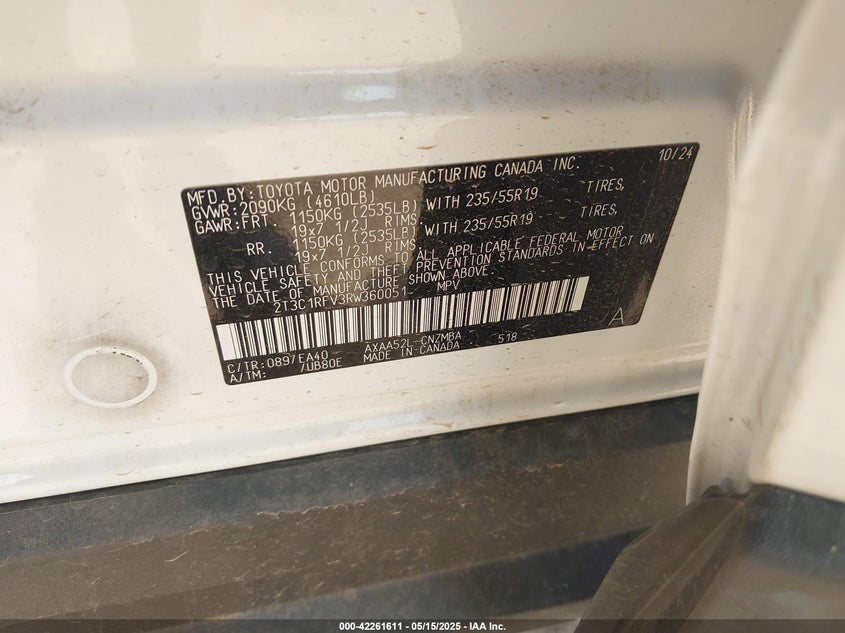 MFD.BY:TOYOTA MOTOR MANUFACTURING CANADA INC. 10/24
GVWR:2090KG (4610LB)
GAWR:FRT. 1150KG (2535LB) WITH 235/55R19 TIRES,
19x7 1/2J RIMS
RR. 1150KG (2535LB) WITH 235/55R19 TIRES,
19x7 1/2J RIMS
THIS VEHICLE CONFORMS TO ALL APPLICABLE FEDERAL MOTOR
VEHICLE SAFETY AND THEFT PREVENTION STANDARDS IN EFFECT ON
THE DATE OF MANUFACTURE SHOWN ABOVE.
2T3C1RFV3RW360051 MPV
A
C/TR:0897EA40 AXAA52L-CNZMBA 518
A/TM: /UB80E MADE IN CANADA
000-42261611 - 05/15/2025 - IAA Inc.